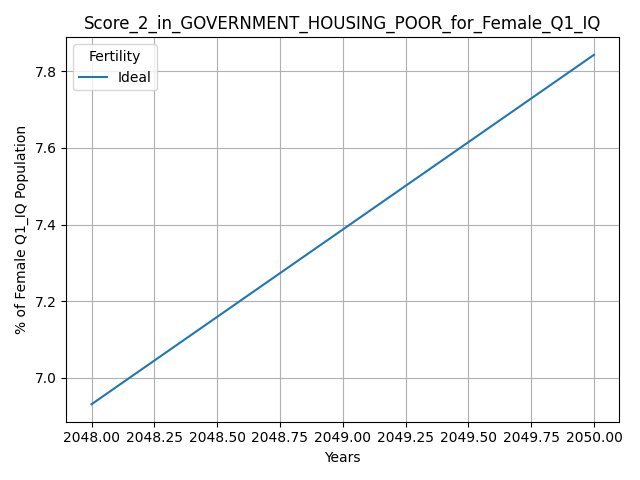 Score_2_in_GOVERNMENT_HOUSING_POOR_for_Female_Q1_IQ
Fertility
Ideal
% of Female Q1_IQ Population
7.8
7.6
7.4
7.2
7.0
2048.00 2048.25 2048.50 2048.75 2049.00 2049.25 2049.50 2049.75 2050.00
Years